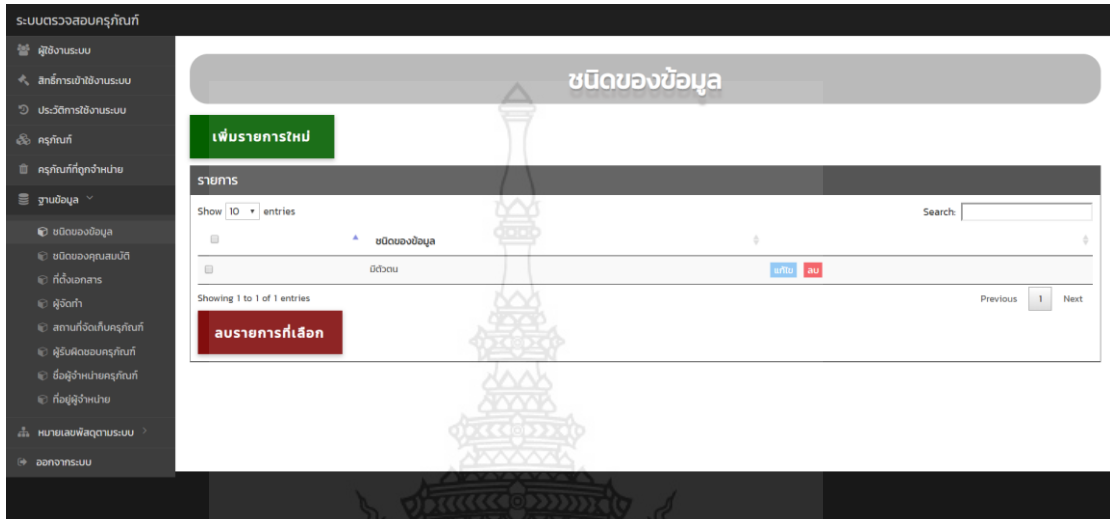 ระบบตรวจสอบครุภัณฑ์
ผู้ใช้งานระบบ
สิทธิ์การเข้าใช้งานระบบ
ประวัติการใช้งานระบบ
ครุภัณฑ์
ครุภัณฑ์ที่ถูกจำหน่าย
ฐานข้อมูล
ชนิดของข้อมูล
ชนิดของคุณสมบัติ
ที่ตั้งเอกสาร
ผู้จัดทำ
สถานที่จัดเก็บครุภัณฑ์
ผู้รับผิดชอบครุภัณฑ์
ชื่อผู้จำหน่ายครุภัณฑ์
ที่อยู่ผู้จำหน่าย
หมายเลขพัสดุตามระบบ
ออกจากระบบ
ชนิดของข้อมูล
เพิ่มรายการใหม่
รายการ
Show 10 entries Search:
ชนิดของข้อมูล
มีตัวตน แก้ไข ลบ
Showing 1 to 1 of 1 entries Previous 1 Next
ลบรายการที่เลือก